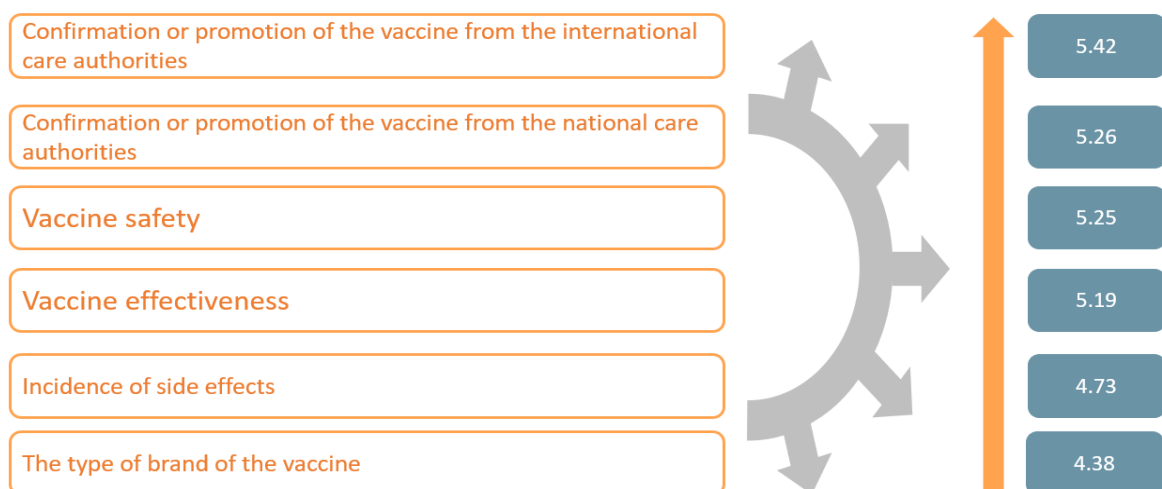 Confirmation or promotion of the vaccine from the international
care authorities
5.42
Confirmation or promotion of the vaccine from the national care
authorities
5.26
Vaccine safety
5.25
Vaccine effectiveness
5.19
Incidence of side effects
4.73
The type of brand of the vaccine
4.38